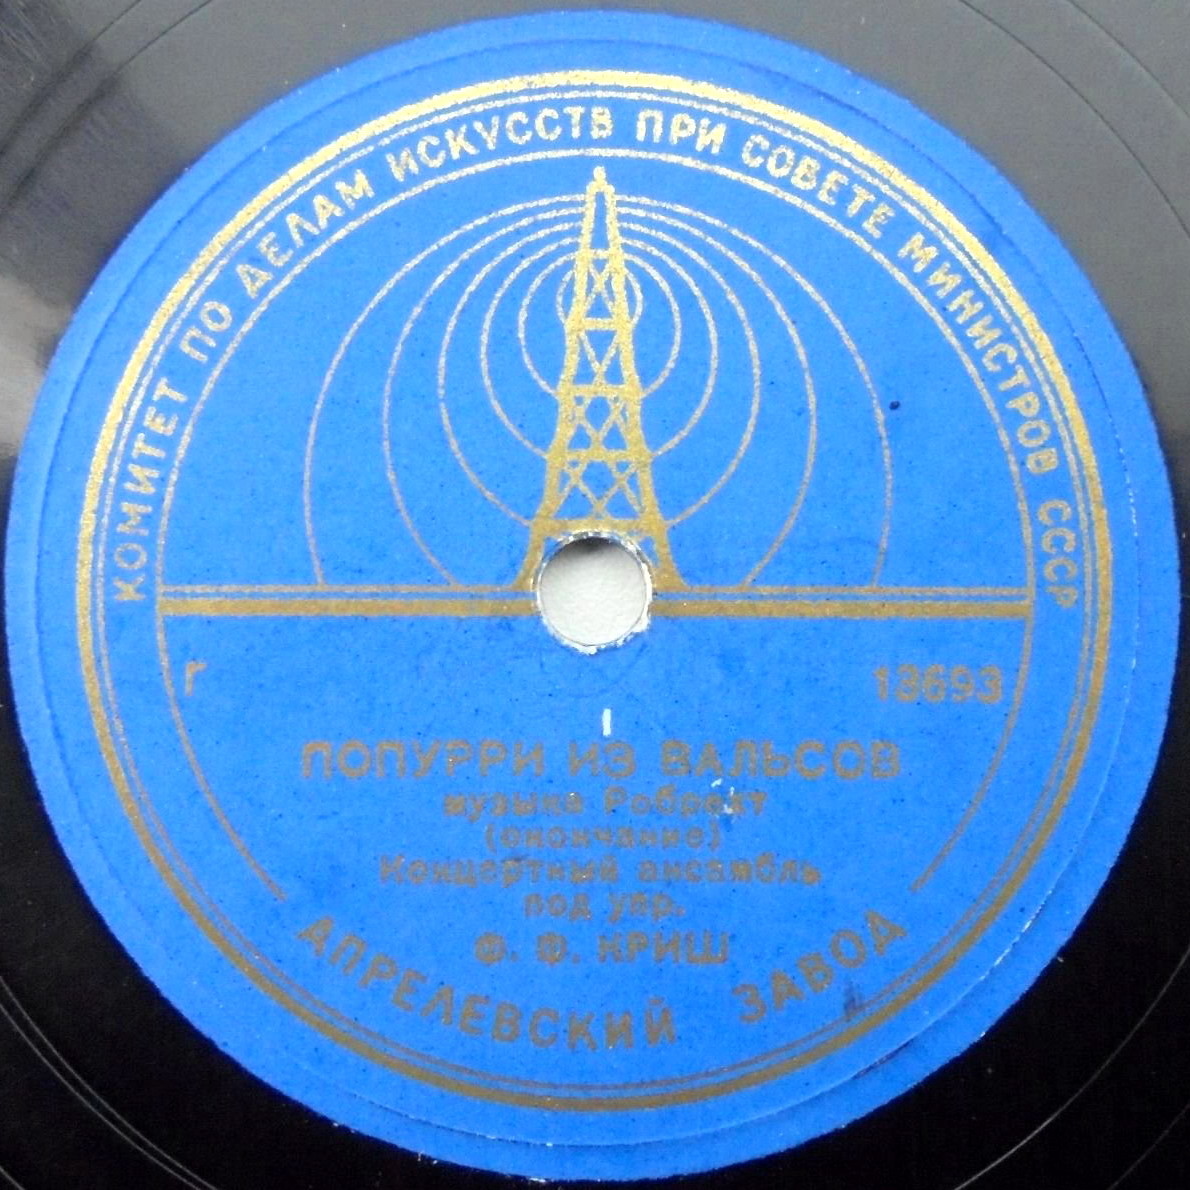 КОМИТЕТ ПО ДЕЛАМ ИСКУССТВ ПРИ СОВЕТЕ МИНИСТРОВ СССР
Г 13693
ПОПУРРИ ИЗ ВАЛЬСОВ
музыка Робрехт
(окончание)
Концертный ансамбль
под упр.
Ф. Ф. КРИШ
АПРЕЛЕВСКИЙ ЗАВОД